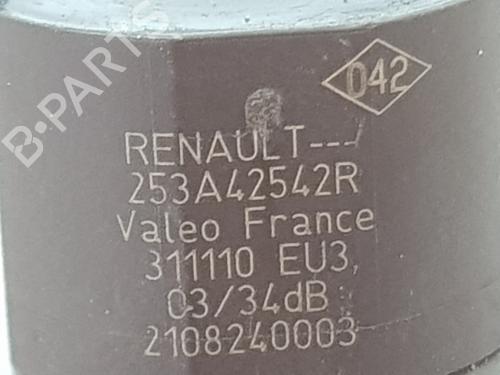 B-PARTS
042
RENAULT---
253A42542R
Valeo France
311110 EU3,
03/34dB
2108240003